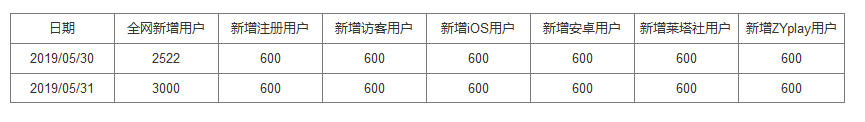 日期 全网新增用户 新增注册用户 新增访客用户 新增iOS用户 新增安卓用户 新增莱塔社用户 新增ZYplay用户
2019/05/30 2522 600 600 600 600 600 600
2019/05/31 3000 600 600 600 600 600 600